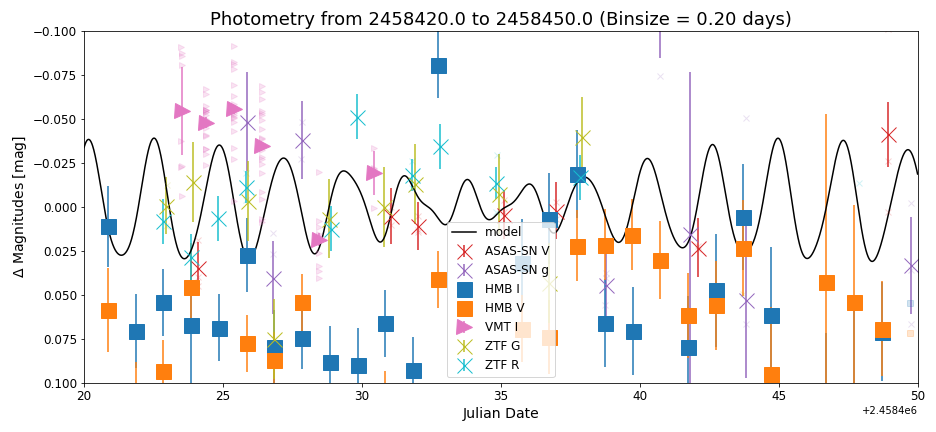 Photometry from 2458420.0 to 2458450.0 (Binsize = 0.20 days)
Δ Magnitudes [mag]
−0.100
−0.075
−0.050
−0.025
0.000
0.025
0.050
0.075
0.100
model
ASAS-SN V
ASAS-SN g
HMB I
HMB V
VMT I
ZTF G
ZTF R
20 25 30 35 40 45 50
Julian Date
+2.4584e6